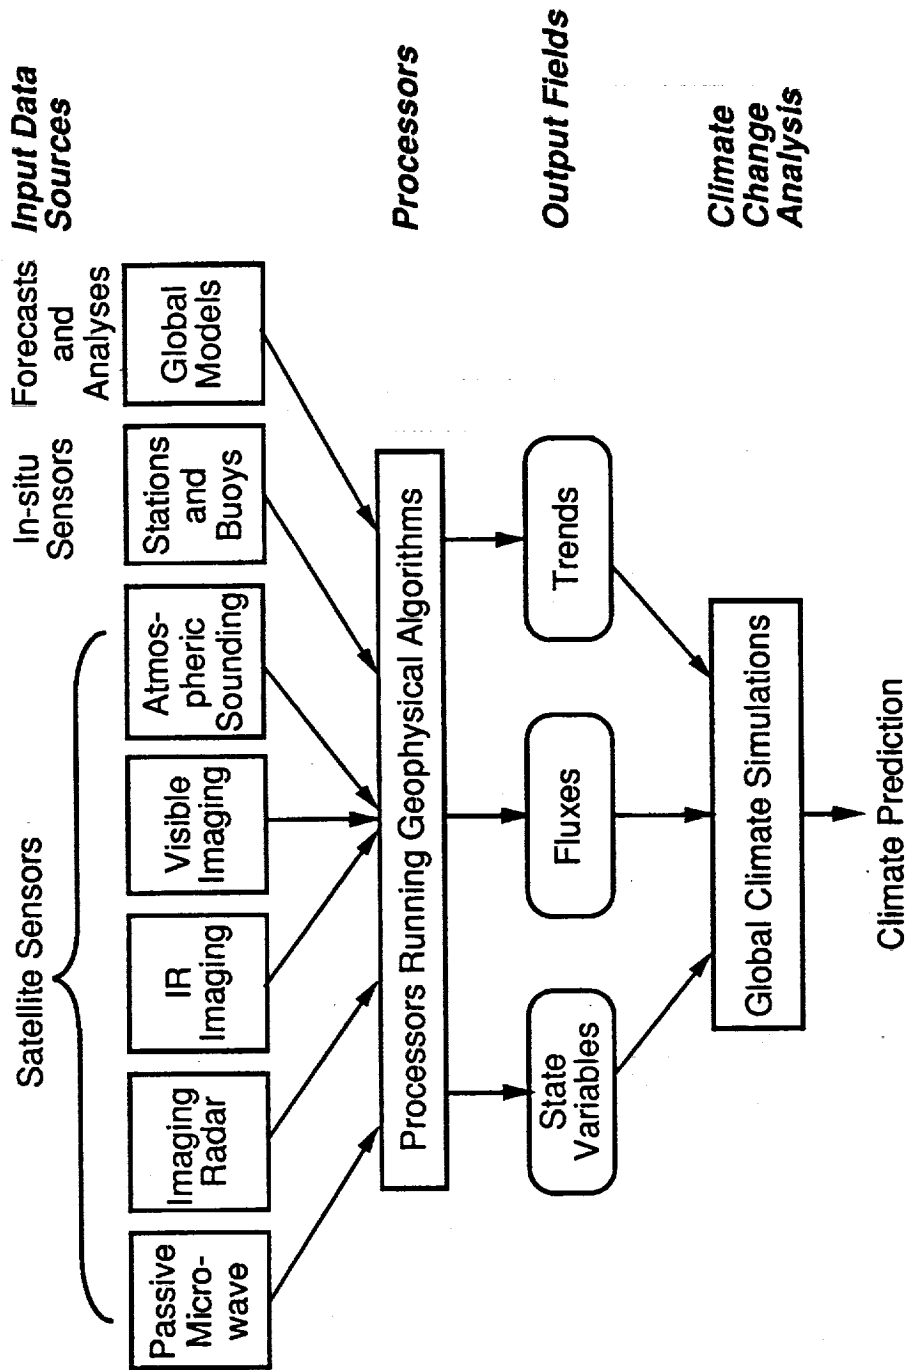 Satellite Sensors
In-situ
Sensors
Forecasts
and
Analyses
Input Data
Sources
Passive
Micro-
wave
Imaging
Radar
IR
Imaging
Visible
Imaging
Atmos-
pheric
Sounding
Stations
and
Buoys
Global
Models
Processors Running Geophysical Algorithms
Processors
State
Variables
Fluxes
Trends
Output Fields
Global Climate Simulations
Climate
Change
Analysis
Climate Prediction